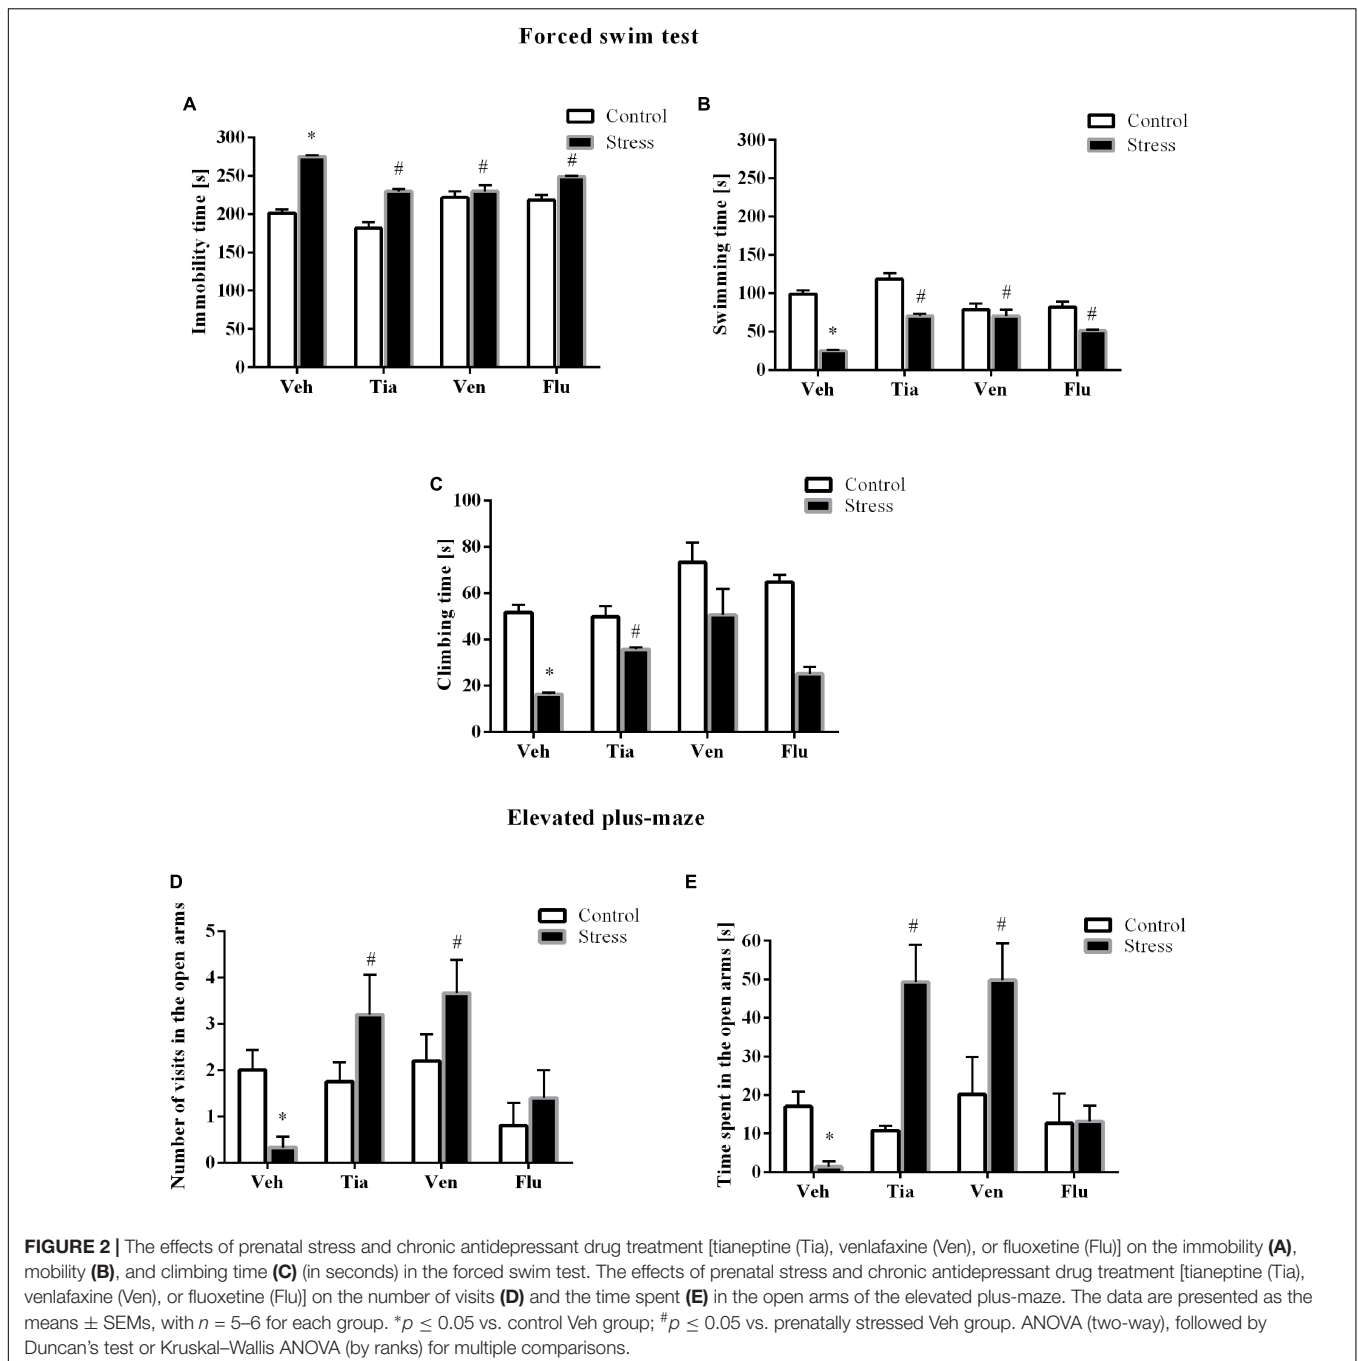 Forced swim test
A
Control
Stress
Immobility time [s]
300
250
200
150
100
50
0
*
#
#
#
Veh Tia Ven Flu
B
Control
Stress
Swimming time [s]
300
250
200
150
100
50
0
*
#
#
#
Veh Tia Ven Flu
C
Control
Stress
Climbing time [s]
100
80
60
40
20
0
*
#
Veh Tia Ven Flu
Elevated plus-maze
D
Control
Stress
Number of visits in the open arms
5
4
3
2
1
0
*
#
#
Veh Tia Ven Flu
E
Control
Stress
Time spent in the open arms [s]
60
50
40
30
20
10
0
*
#
#
Veh Tia Ven Flu
FIGURE 2 | The effects of prenatal stress and chronic antidepressant drug treatment [tianeptine (Tia), venlafaxine (Ven), or fluoxetine (Flu)] on the immobility (A),
mobility (B), and climbing time (C) (in seconds) in the forced swim test. The effects of prenatal stress and chronic antidepressant drug treatment [tianeptine (Tia),
venlafaxine (Ven), or fluoxetine (Flu)] on the number of visits (D) and the time spent (E) in the open arms of the elevated plus-maze. The data are presented as the
means ± SEMs, with n = 5–6 for each group. *p ≤ 0.05 vs. control Veh group; #p ≤ 0.05 vs. prenatally stressed Veh group. ANOVA (two-way), followed by
Duncan's test or Kruskal–Wallis ANOVA (by ranks) for multiple comparisons.